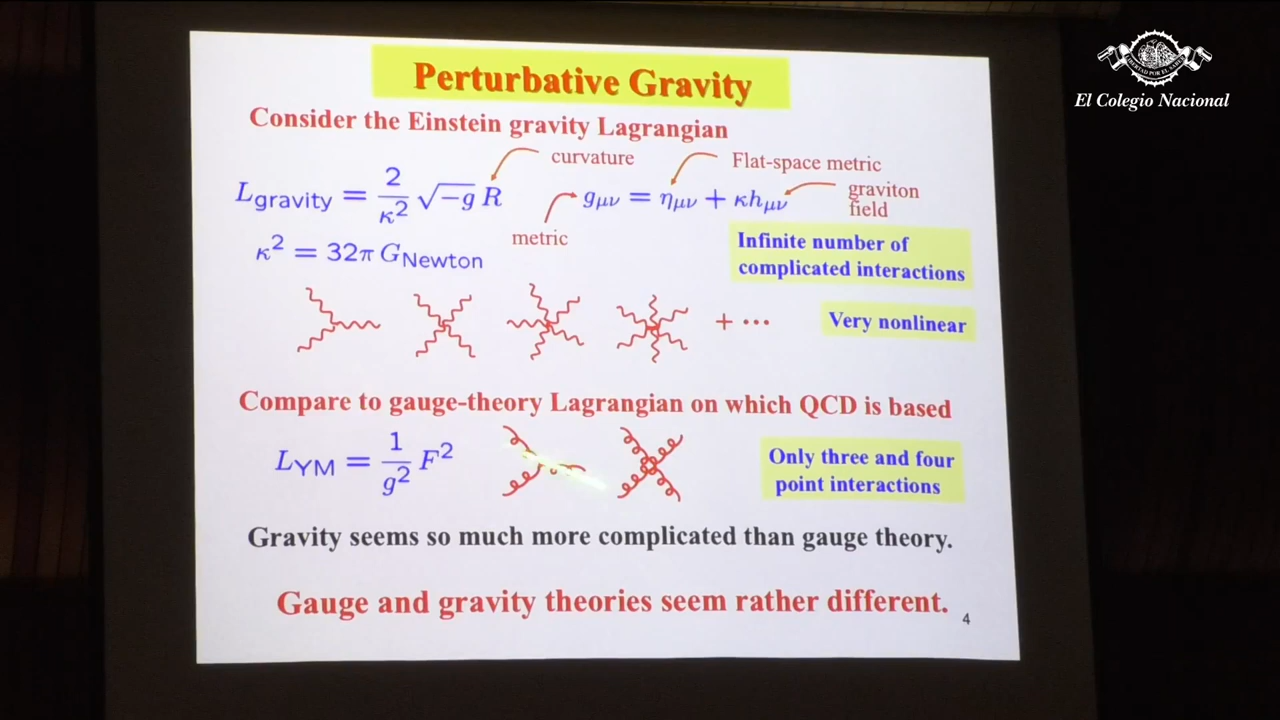 Perturbative Gravity
El Colegio Nacional
Consider the Einstein gravity Lagrangian
curvature
Flat-space metric
L_gravity = 2/κ² √−g R
g_μν = η_μν + κh_μν
graviton
field
metric
κ² = 32π G_Newton
Infinite number of
complicated interactions
+ ···
Very nonlinear
Compare to gauge-theory Lagrangian on which QCD is based
L_YM = 1/g² F²
Only three and four
point interactions
Gravity seems so much more complicated than gauge theory.
Gauge and gravity theories seem rather different.
4